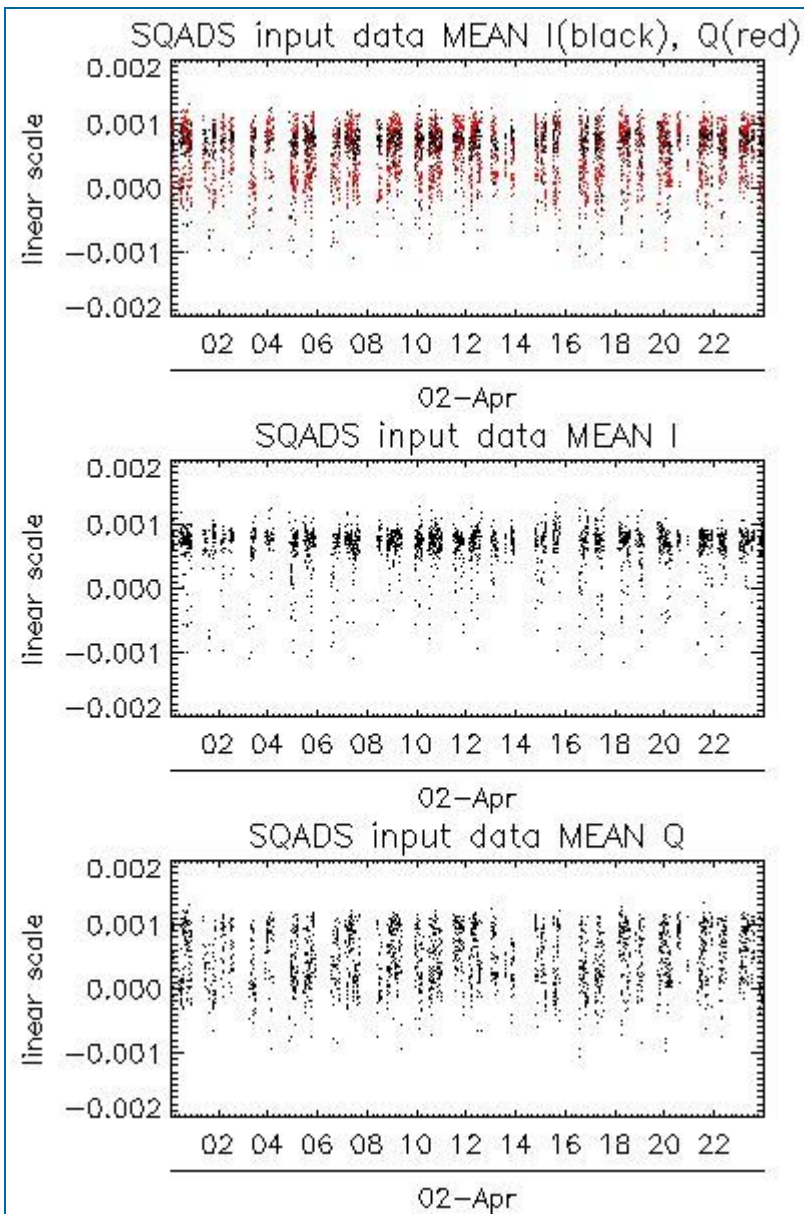 SQADS input data MEAN I(black), Q(red)
0.002
0.001
0.000
-0.001
-0.002
linear scale
02 04 06 08 10 12 14 16 18 20 22
02-Apr
SQADS input data MEAN I
0.002
0.001
0.000
-0.001
-0.002
linear scale
02 04 06 08 10 12 14 16 18 20 22
02-Apr
SQADS input data MEAN Q
0.002
0.001
0.000
-0.001
-0.002
linear scale
02 04 06 08 10 12 14 16 18 20 22
02-Apr